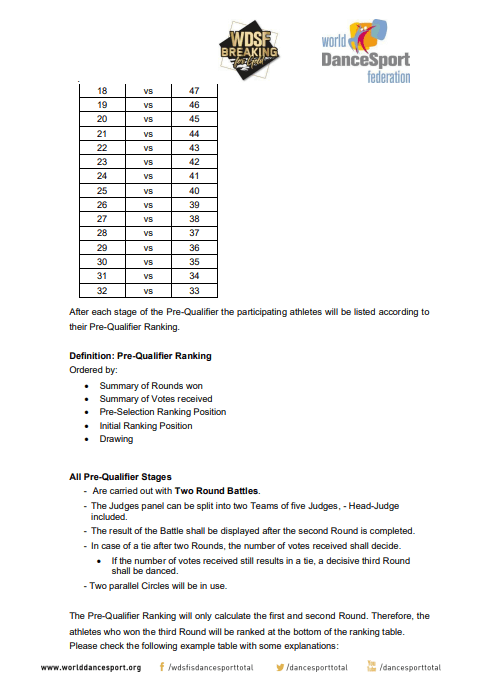 WDSF
BREAKING
for Gold
world
DanceSport
federation
18 vs 47
19 vs 46
20 vs 45
21 vs 44
22 vs 43
23 vs 42
24 vs 41
25 vs 40
26 vs 39
27 vs 38
28 vs 37
29 vs 36
30 vs 35
31 vs 34
32 vs 33
After each stage of the Pre-Qualifier the participating athletes will be listed according to
their Pre-Qualifier Ranking.
Definition: Pre-Qualifier Ranking
Ordered by:
• Summary of Rounds won
• Summary of Votes received
• Pre-Selection Ranking Position
• Initial Ranking Position
• Drawing
All Pre-Qualifier Stages
- Are carried out with Two Round Battles.
- The Judges panel can be split into two Teams of five Judges, - Head-Judge
included.
- The result of the Battle shall be displayed after the second Round is completed.
- In case of a tie after two Rounds, the number of votes received shall decide.
• If the number of votes received still results in a tie, a decisive third Round
shall be danced.
- Two parallel Circles will be in use.
The Pre-Qualifier Ranking will only calculate the first and second Round. Therefore, the
athletes who won the third Round will be ranked at the bottom of the ranking table.
Please check the following example table with some explanations:
www.worlddancesport.org /wdsfisdancesporttotal /dancesporttotal /dancesporttotal